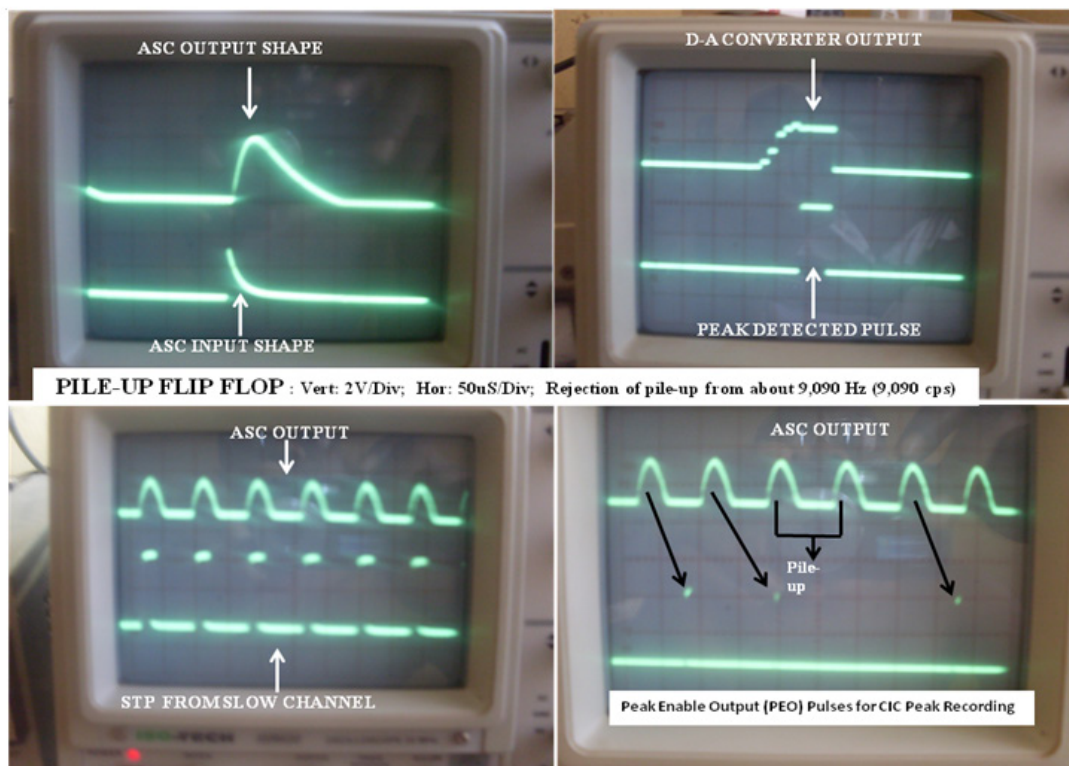 ASC OUTPUT SHAPE
ASC INPUT SHAPE
D-A CONVERTER OUTPUT
PEAK DETECTED PULSE
PILE-UP FLIP FLOP : Vert: 2V/Div; Hor: 50uS/Div; Rejection of pile-up from about 9,090 Hz (9,090 cps)
ASC OUTPUT
STP FROM SLOW CHANNEL
ASC OUTPUT
Pile-
up
Peak Enable Output (PEO) Pulses for CIC Peak Recording